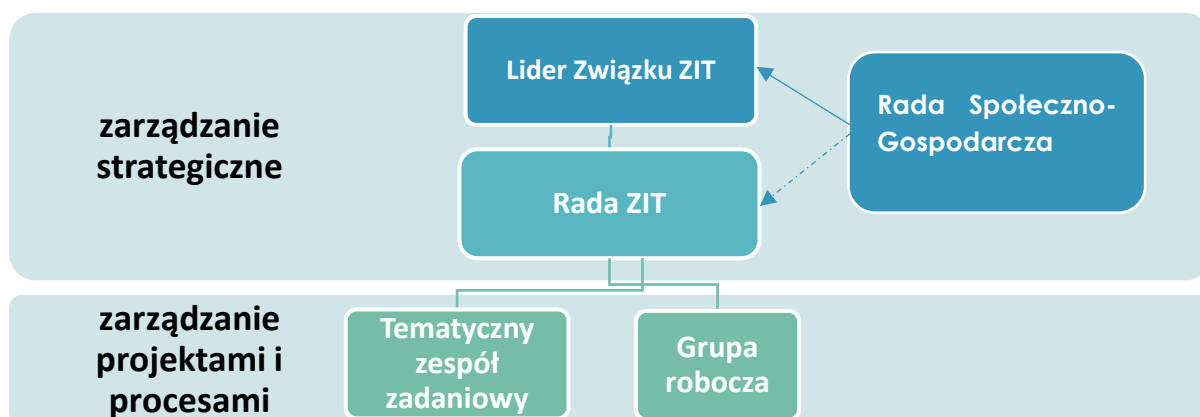 Lider Związku ZIT
Rada Społeczno-
Gospodarcza
zarządzanie
strategiczne
Rada ZIT
zarządzanie
projektami i
procesami
Tematyczny
zespół
zadaniowy
Grupa
robocza